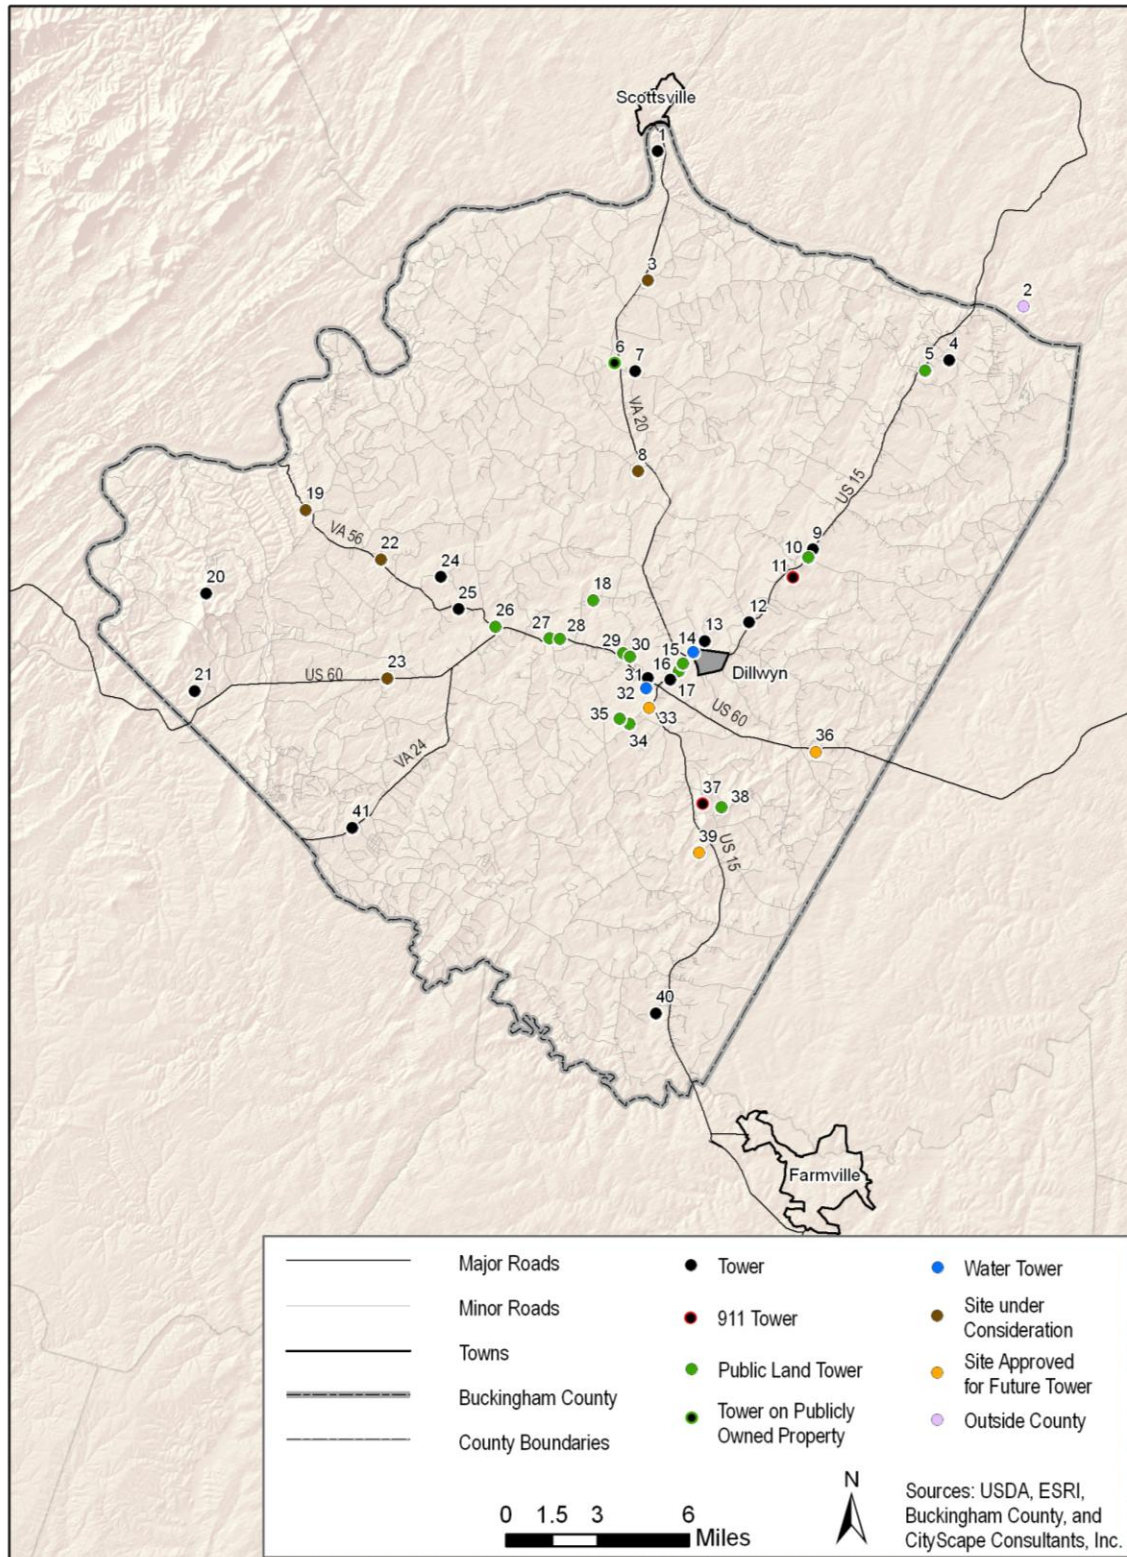 Scottsville
1
2
3
4
5
6
7
VA 20
8
US 15
19
VA 56
9
10
22
11
24
20
18
25
12
26
13
27
28
14
29
30
15
21
US 60
23
31
16
Dillwyn
17
32
35
33
US 60
34
36
VA 24
37
38
41
39
US 15
40
Farmville
Major Roads
Minor Roads
Towns
Buckingham County
County Boundaries
Tower
911 Tower
Public Land Tower
Tower on Publicly
Owned Property
Water Tower
Site under
Consideration
Site Approved
for Future Tower
Outside County
0 1.5 3 6
Miles
N
Sources: USDA, ESRI,
Buckingham County, and
CityScape Consultants, Inc.